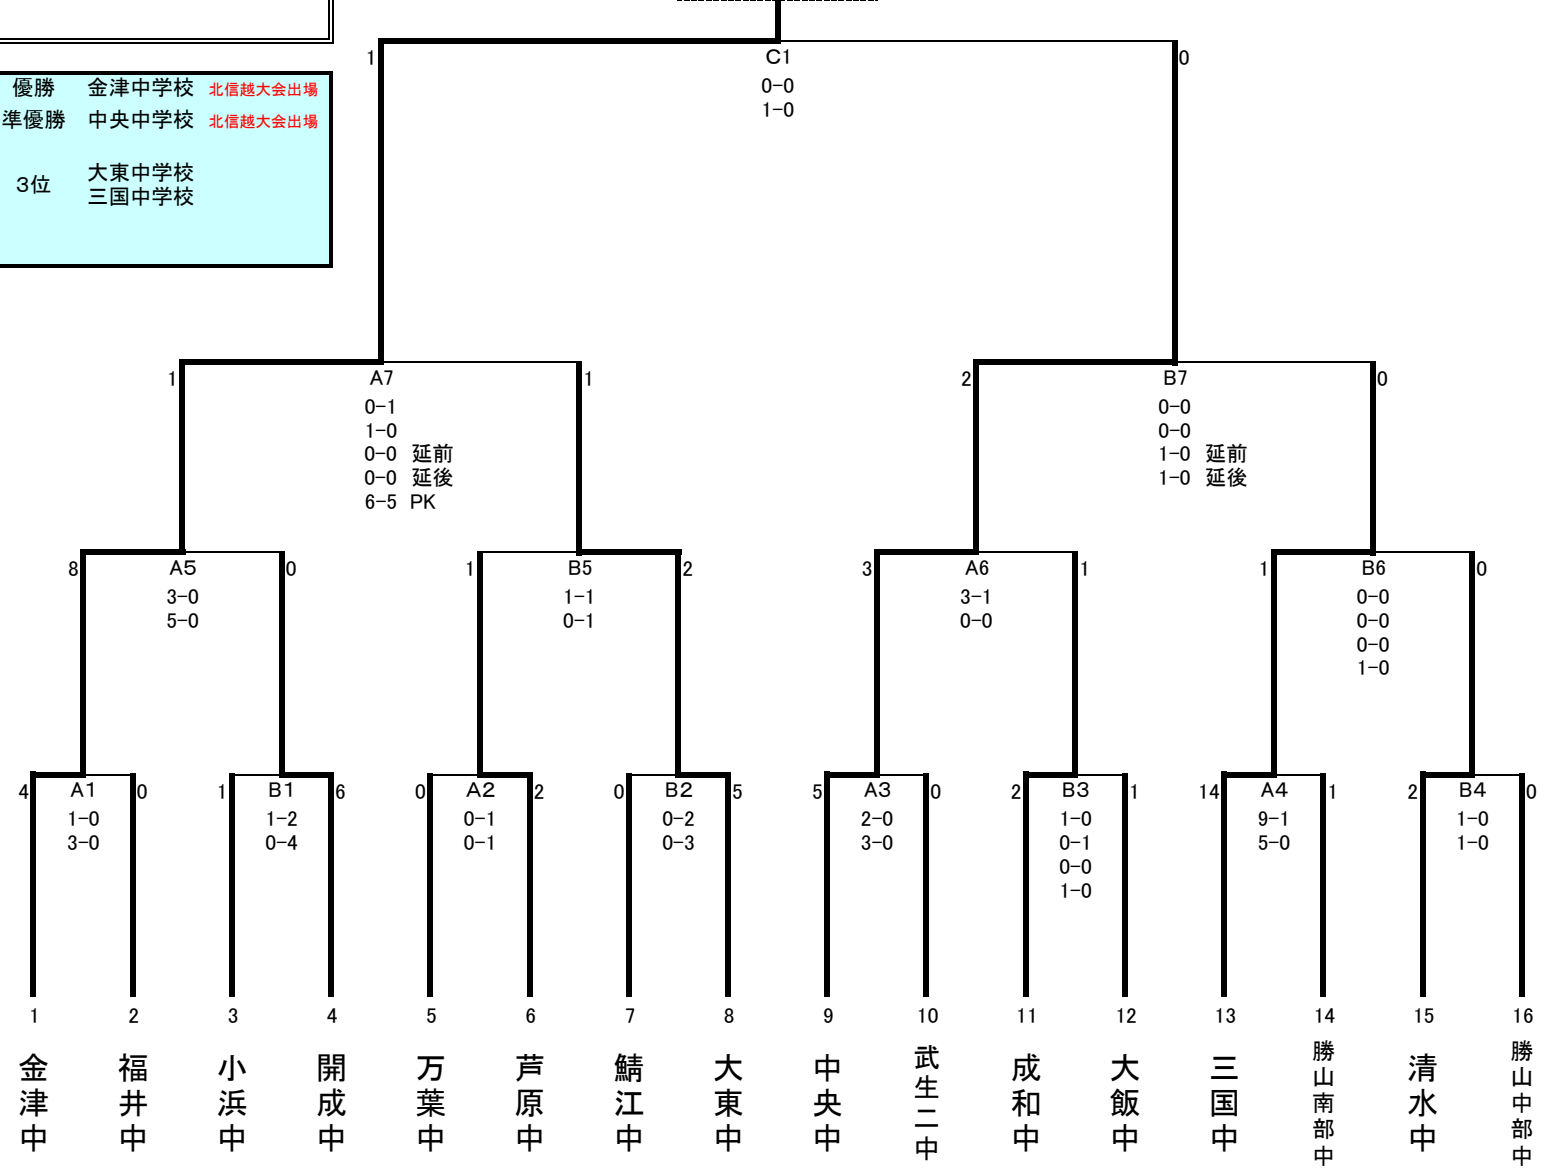 1 C1 0
0-0
1-0
優勝 金津中学校 北信越大会出場
準優勝 中央中学校 北信越大会出場
3位 大東中学校
三国中学校
1 A7 1
0-1
1-0
0-0 延前
0-0 延後
6-5 PK
2 B7 0
0-0
0-0
1-0 延前
1-0 延後
8 A5 0
3-0
5-0
1 B5 2
1-1
0-1
3 A6 1
3-1
0-0
1 B6 0
0-0
0-0
0-0
1-0
4 A1 0
1-0
3-0
1 B1 6
1-2
0-4
0 A2 2
0-1
0-1
0 B2 5
0-2
0-3
5 A3 0
2-0
3-0
2 B3 1
1-0
0-1
0-0
1-0
14 A4 1
9-1
5-0
2 B4 0
1-0
1-0
1 2 3 4 5 6 7 8 9 10 11 12 13 14 15 16
金津中
福井中
小浜中
開成中
万葉中
芦原中
鯖江中
大東中
中央中
武生二中
成和中
大飯中
三国中
勝山南部中
清水中
勝山中部中